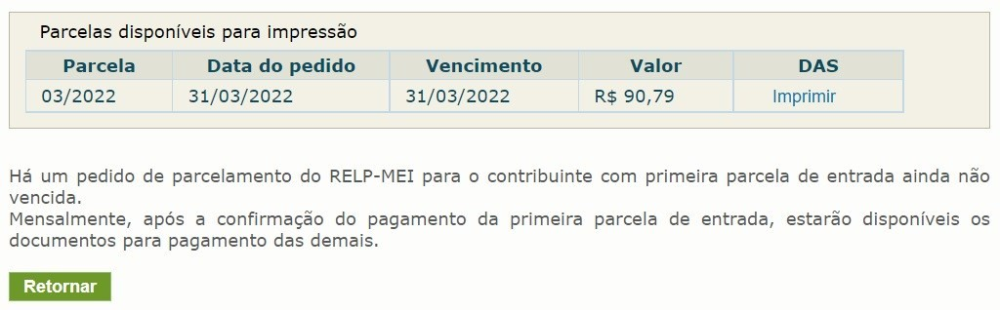 Parcelas disponíveis para impressão
Parcela Data do pedido Vencimento Valor DAS
03/2022 31/03/2022 31/03/2022 R$ 90,79 Imprimir
Há um pedido de parcelamento do RELP-MEI para o contribuinte com primeira parcela de entrada ainda não
vencida.
Mensalmente, após a confirmação do pagamento da primeira parcela de entrada, estarão disponíveis os
documentos para pagamento das demais.
Retornar